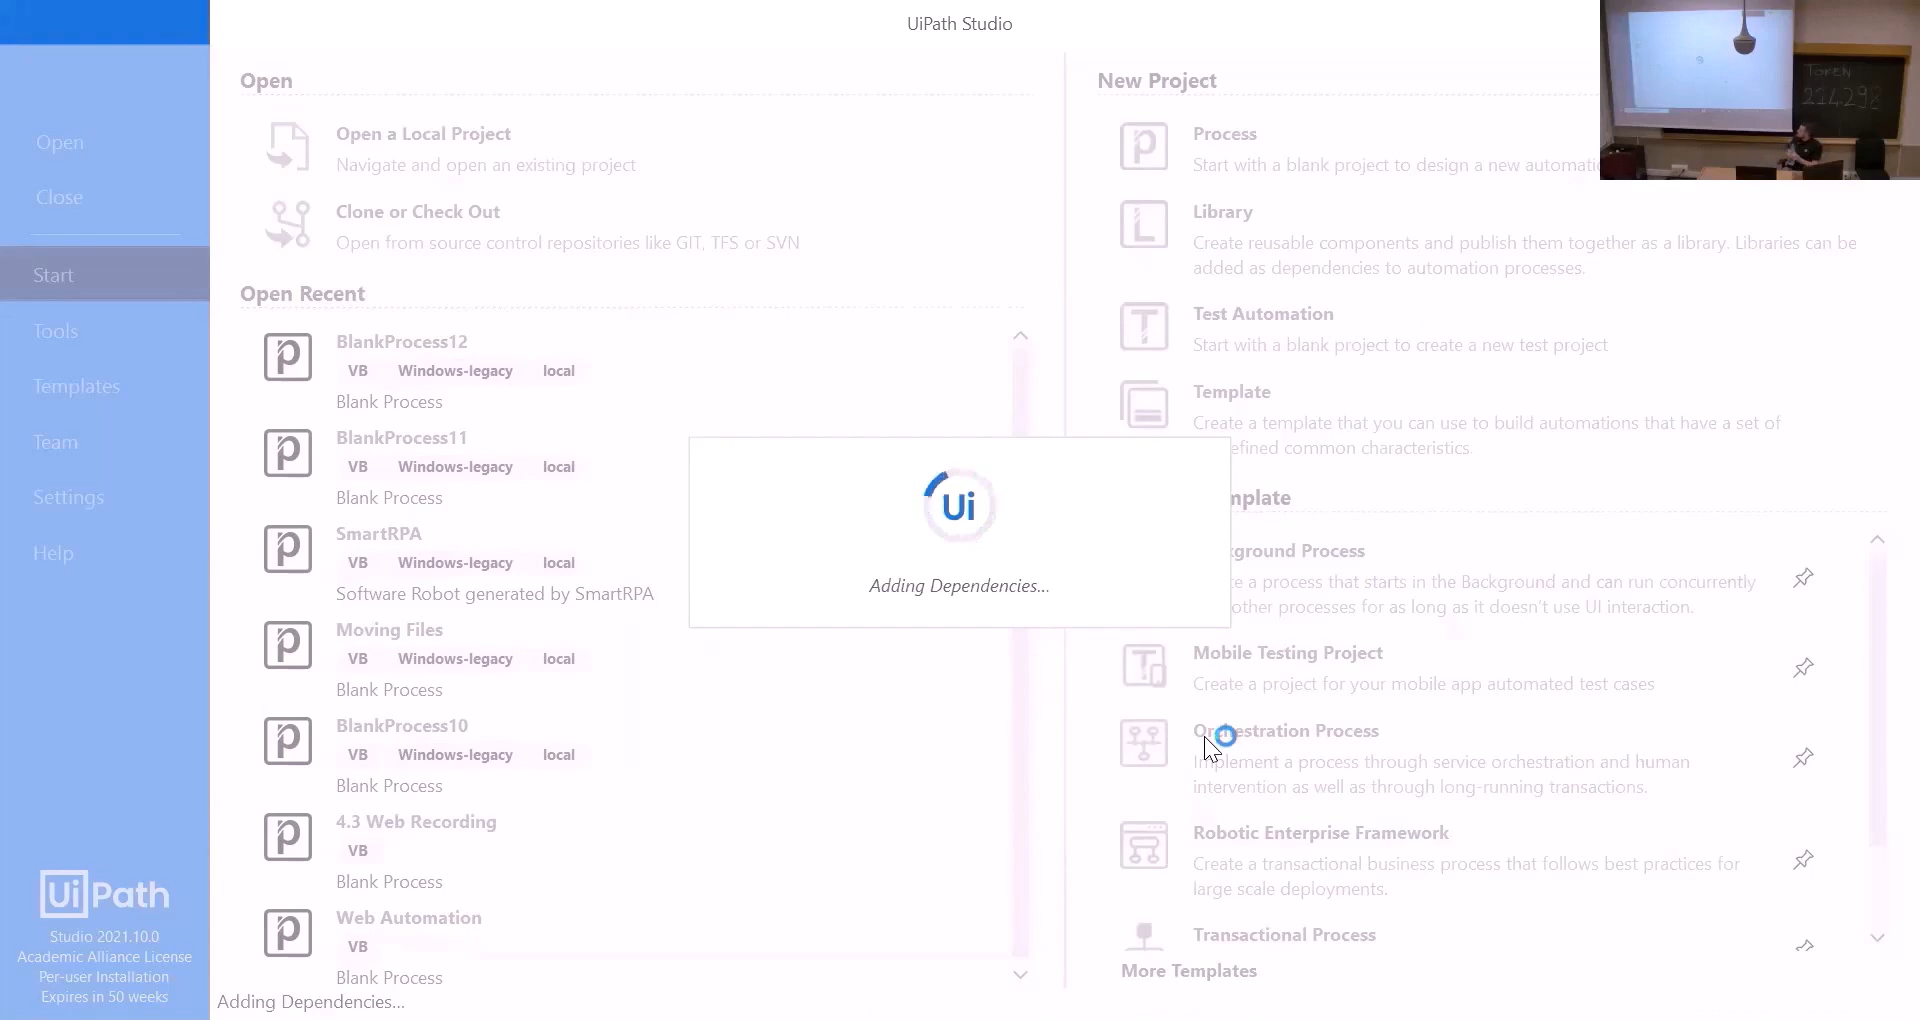 UiPath Studio
Open
Close
Start
Tools
Templates
Team
Settings
Help
UiPath
Studio 2021.10.0
Academic Alliance License
Per-user Installation
Expires in 50 weeks
Open
Open a Local Project
Navigate and open an existing project
Clone or Check Out
Open from source control repositories like GIT, TFS or SVN
Open Recent
BlankProcess12
VB Windows-legacy local
Blank Process
BlankProcess11
VB Windows-legacy local
Blank Process
SmartRPA
VB Windows-legacy local
Software Robot generated by SmartRPA
Moving Files
VB Windows-legacy local
Blank Process
BlankProcess10
VB Windows-legacy local
Blank Process
4.3 Web Recording
VB
Blank Process
Web Automation
VB
Blank Process
Adding Dependencies...
Ui
Adding Dependencies...
New Project
Process
Start with a blank project to design a new
Library
Create reusable components and publish them together as a library. Libraries can be
added as dependencies to automation processes.
Test Automation
Start with a blank project to create a new test project
Template
Create a template that you can use to build automations that have a set of
efined common characteristics.
mplate
ground Process
e a process that starts in the Background and can run concurrently
other processes for as long as it doesn't use UI interaction.
Mobile Testing Project
Create a project for your mobile app automated test cases
Orchestration Process
Implement a process through service orchestration and human
intervention as well as through long-running transactions.
Robotic Enterprise Framework
Create a transactional business process that follows best practices for
large scale deployments.
Transactional Process
More Templates
TOKEN
214298